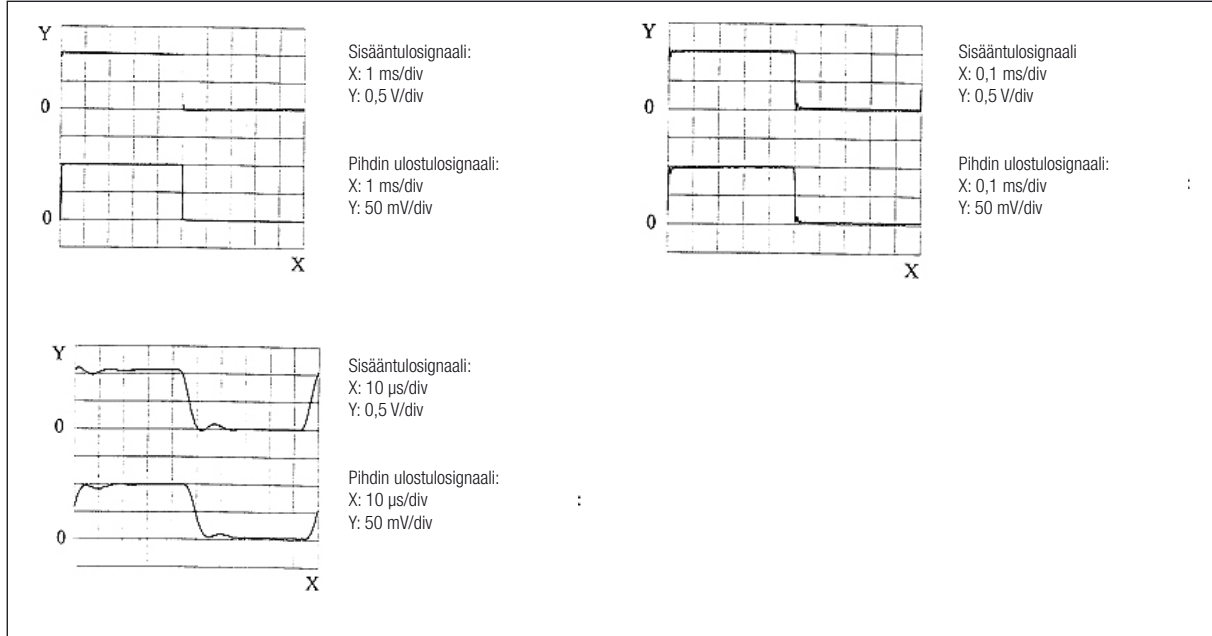 Y
0
0
X
Sisääntulosignaali:
X: 1 ms/div
Y: 0,5 V/div
Pihdin ulostulosignaali:
X: 1 ms/div
Y: 50 mV/div
Y
0
0
X
Sisääntulosignaali
X: 0,1 ms/div
Y: 0,5 V/div
Pihdin ulostulosignaali:
X: 0,1 ms/div
Y: 50 mV/div
:
Y
0
0
X
Sisääntulosignaali:
X: 10 µs/div
Y: 0,5 V/div
Pihdin ulostulosignaali:
X: 10 µs/div
Y: 50 mV/div
: